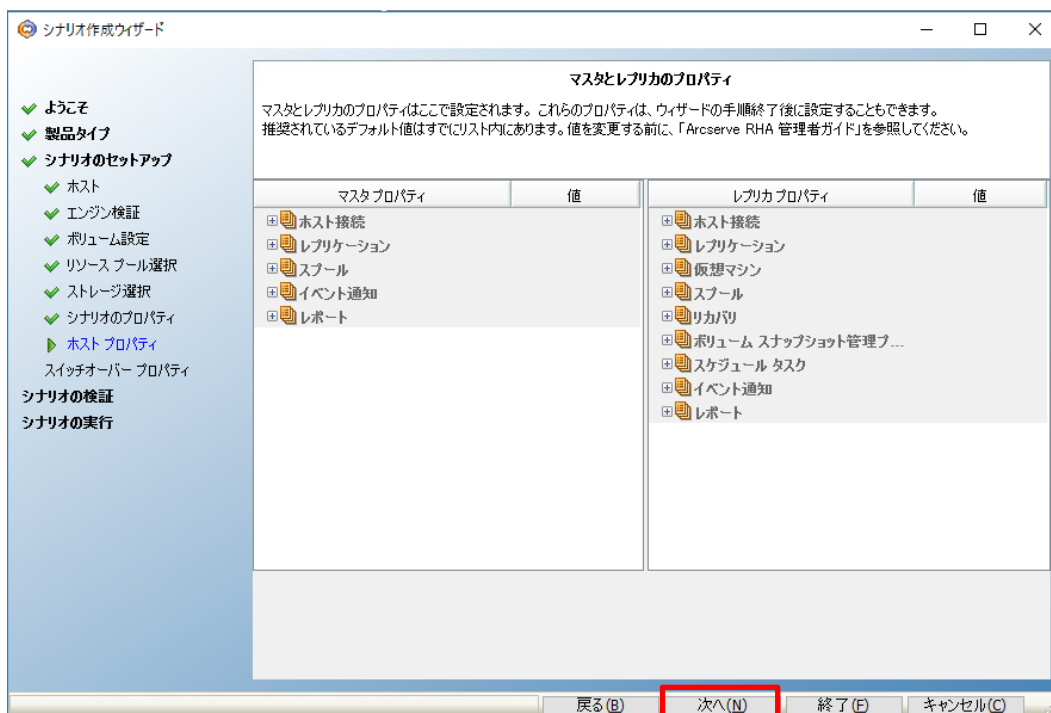 シナリオ作成ウィザード
ようこそ
製品タイプ
シナリオのセットアップ
ホスト
エンジン検証
ボリューム設定
リソース プール選択
ストレージ選択
シナリオのプロパティ
ホスト プロパティ
スイッチオーバー プロパティ
シナリオの検証
シナリオの実行
マスタとレプリカのプロパティ
マスタとレプリカのプロパティはここで設定されます。これらのプロパティは、ウィザードの手順終了後に設定することもできます。
推奨されているデフォルト値はすでにリスト内にあります。値を変更する前に、「Arcserve RHA 管理者ガイド」を参照してください。
マスタ プロパティ 値
ホスト接続
レプリケーション
スプール
イベント通知
レポート
レプリカ プロパティ 値
ホスト接続
レプリケーション
仮想マシン
スプール
リカバリ
ボリューム スナップショット管理プ...
スケジュール タスク
イベント通知
レポート
戻る(B) 次へ(N) 終了(F) キャンセル(C)